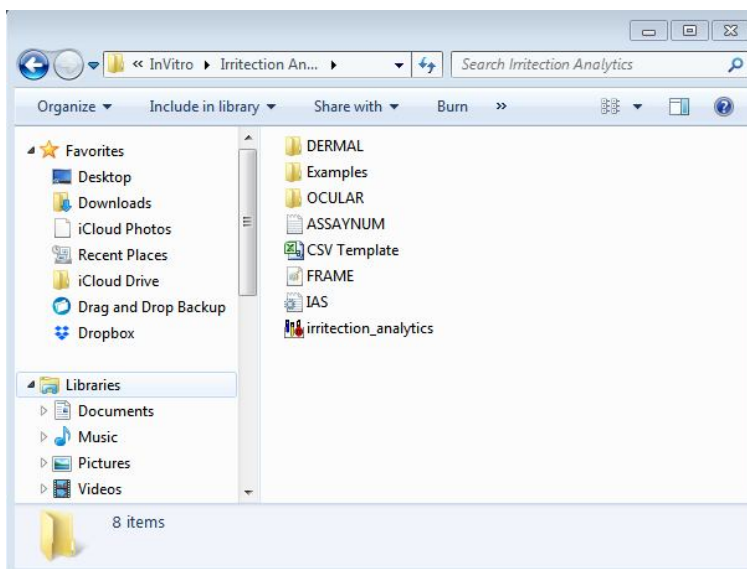 « InVitro ▸ Irritection An... ▸
Search Irritection Analytics
Organize ▾ Include in library ▾ Share with ▾ Burn »
Favorites
Desktop
Downloads
iCloud Photos
Recent Places
iCloud Drive
Drag and Drop Backup
Dropbox
Libraries
Documents
Music
Pictures
Videos
DERMAL
Examples
OCULAR
ASSAYNUM
CSV Template
FRAME
IAS
irritection_analytics
8 items